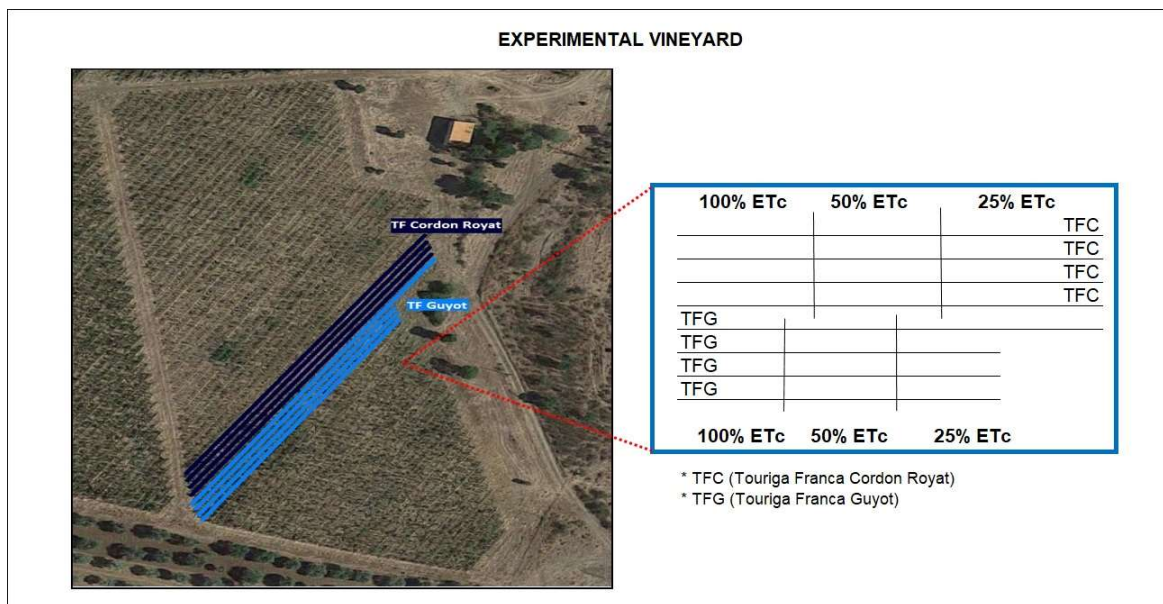 EXPERIMENTAL VINEYARD
TF Cordon Royat
TF Guyot
100% ETc 50% ETc 25% ETc
TFC
TFC
TFC
TFC
TFG
TFG
TFG
TFG
100% ETc 50% ETc 25% ETc
* TFC (Touriga Franca Cordon Royat)
* TFG (Touriga Franca Guyot)